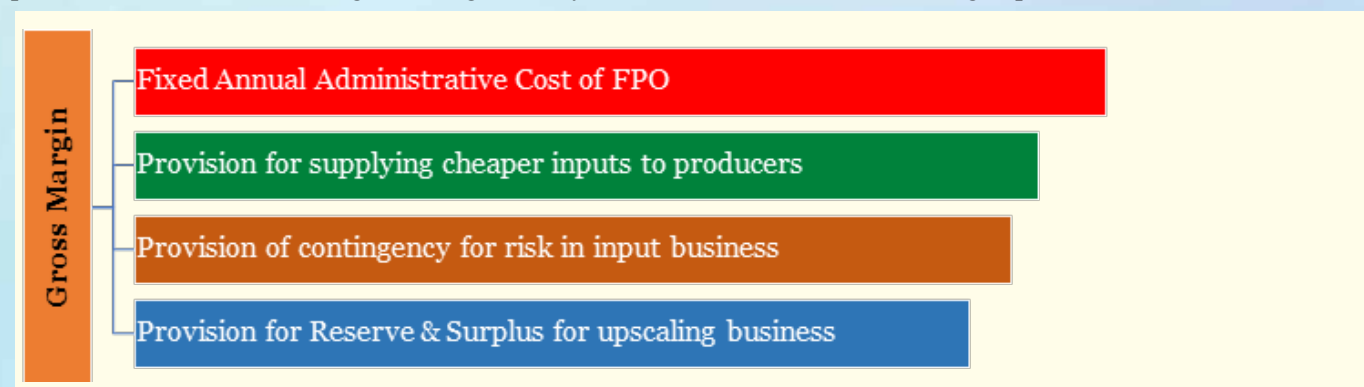 Gross Margin
Fixed Annual Administrative Cost of FPO
Provision for supplying cheaper inputs to producers
Provision of contingency for risk in input business
Provision for Reserve & Surplus for upscaling business